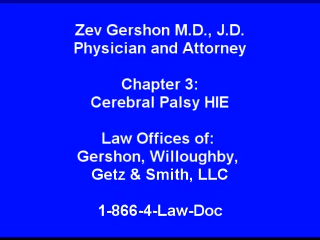 Zev Gershon M.D., J.D.
Physician and Attorney
Chapter 3:
Cerebral Palsy HIE
Law Offices of:
Gershon, Willoughby,
Getz & Smith, LLC
1-866-4-Law-Doc